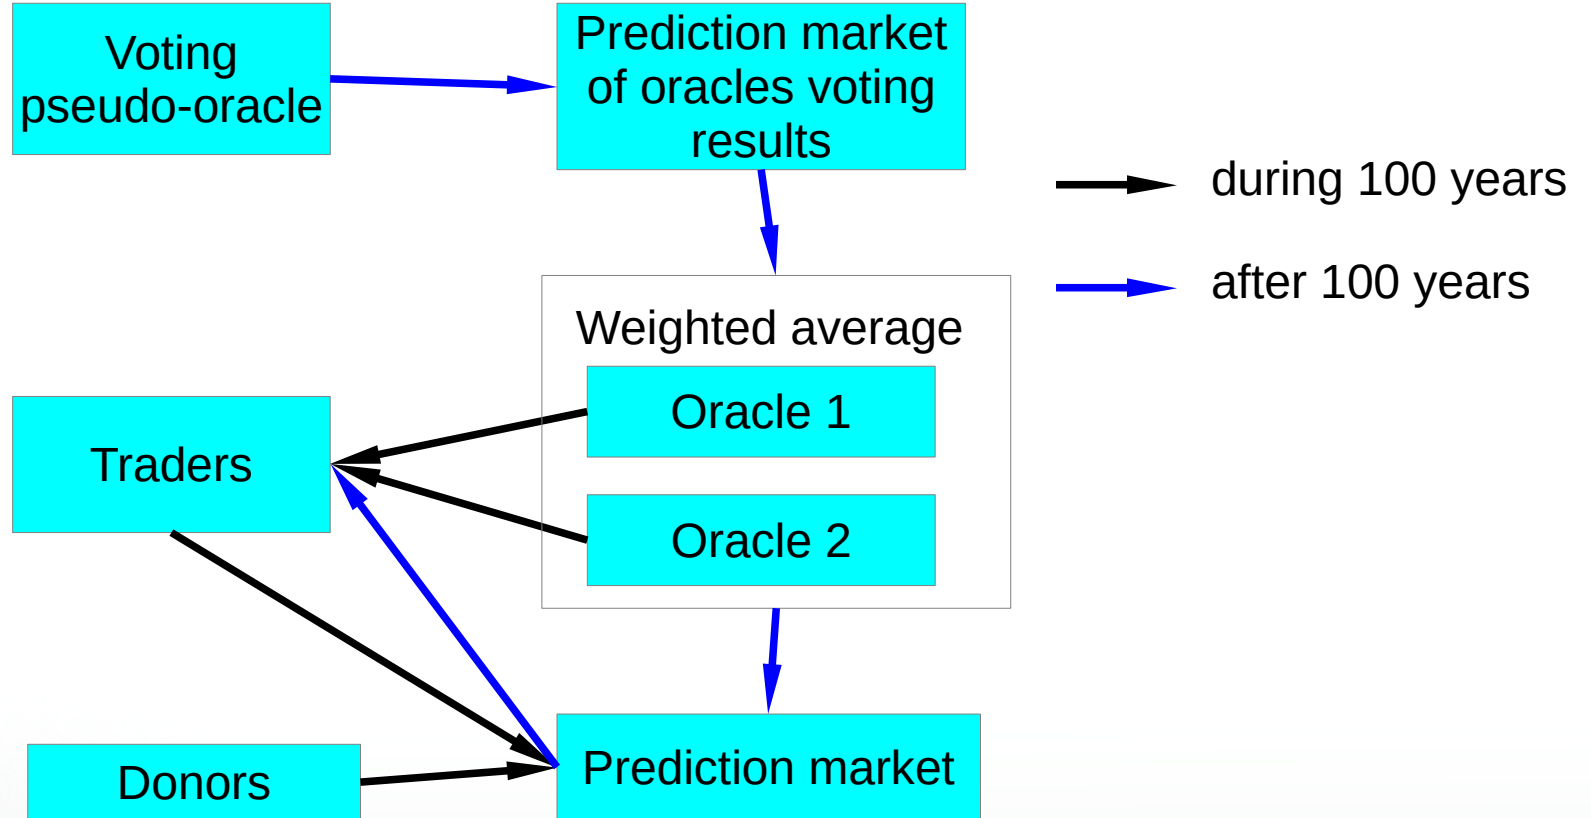 Voting
pseudo-oracle
Prediction market
of oracles voting
results
during 100 years
after 100 years
Weighted average
Oracle 1
Traders
Oracle 2
Prediction market
Donors